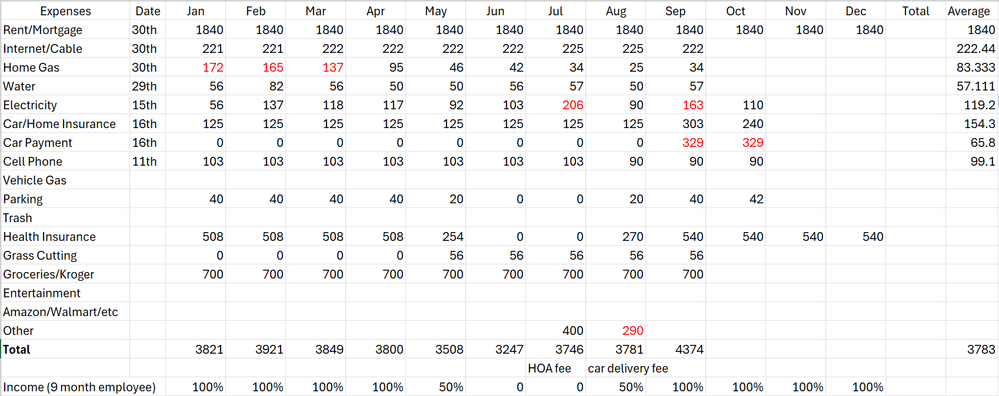 Expenses Date Jan Feb Mar Apr May Jun Jul Aug Sep Oct Nov Dec Total Average
Rent/Mortgage 30th 1840 1840 1840 1840 1840 1840 1840 1840 1840 1840 1840 1840 1840
Internet/Cable 30th 221 221 222 222 222 222 225 225 222 222.44
Home Gas 30th 172 165 137 95 46 42 34 25 34 83.333
Water 29th 56 82 56 50 50 56 57 50 57 57.111
Electricity 15th 56 137 118 117 92 103 206 90 163 110 119.2
Car/Home Insurance 16th 125 125 125 125 125 125 125 125 303 240 154.3
Car Payment 16th 0 0 0 0 0 0 0 0 329 329 65.8
Cell Phone 11th 103 103 103 103 103 103 103 90 90 90 99.1
Vehicle Gas
Parking 40 40 40 40 20 0 0 20 40 42
Trash
Health Insurance 508 508 508 508 254 0 0 270 540 540 540 540
Grass Cutting 0 0 0 0 56 56 56 56 56
Groceries/Kroger 700 700 700 700 700 700 700 700 700
Entertainment
Amazon/Walmart/etc
Other 400 290
Total 3821 3921 3849 3800 3508 3247 3746 3781 4374 3783
HOA fee car delivery fee
Income (9 month employee) 100% 100% 100% 100% 50% 0 0 50% 100% 100% 100% 100%